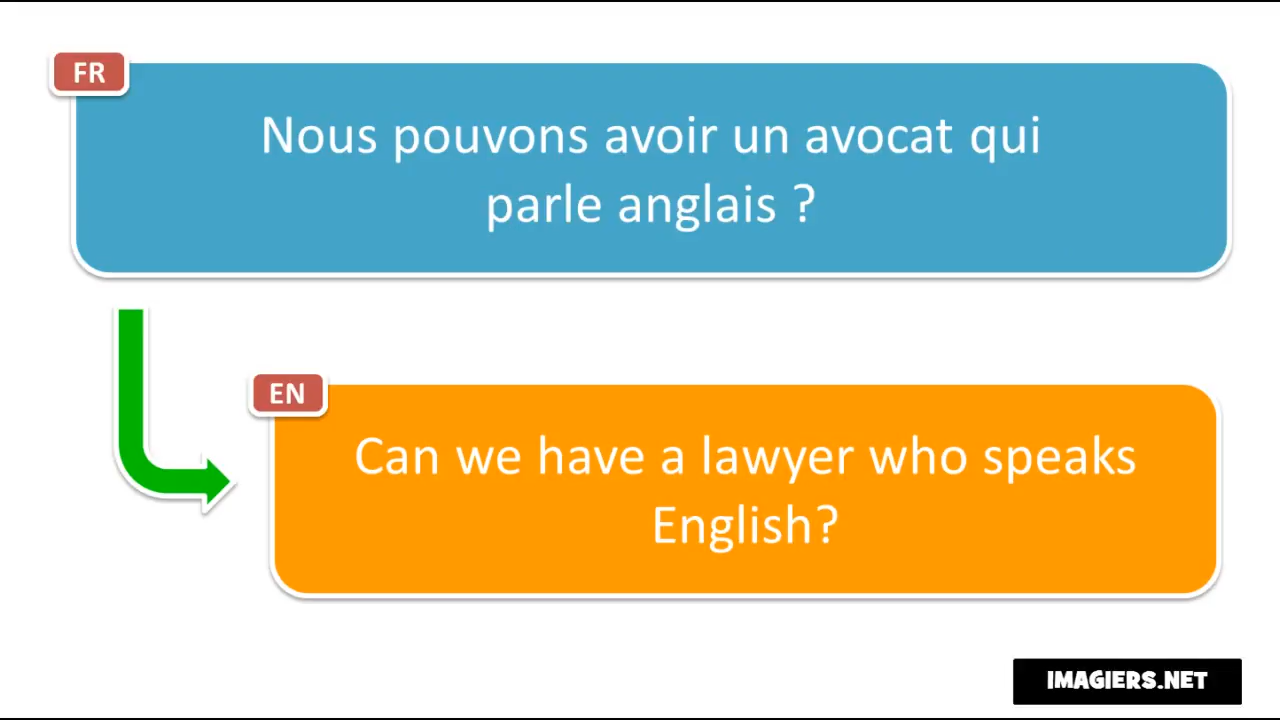 FR
Nous pouvons avoir un avocat qui
parle anglais ?
EN
Can we have a lawyer who speaks
English?
IMAGIERS.NET